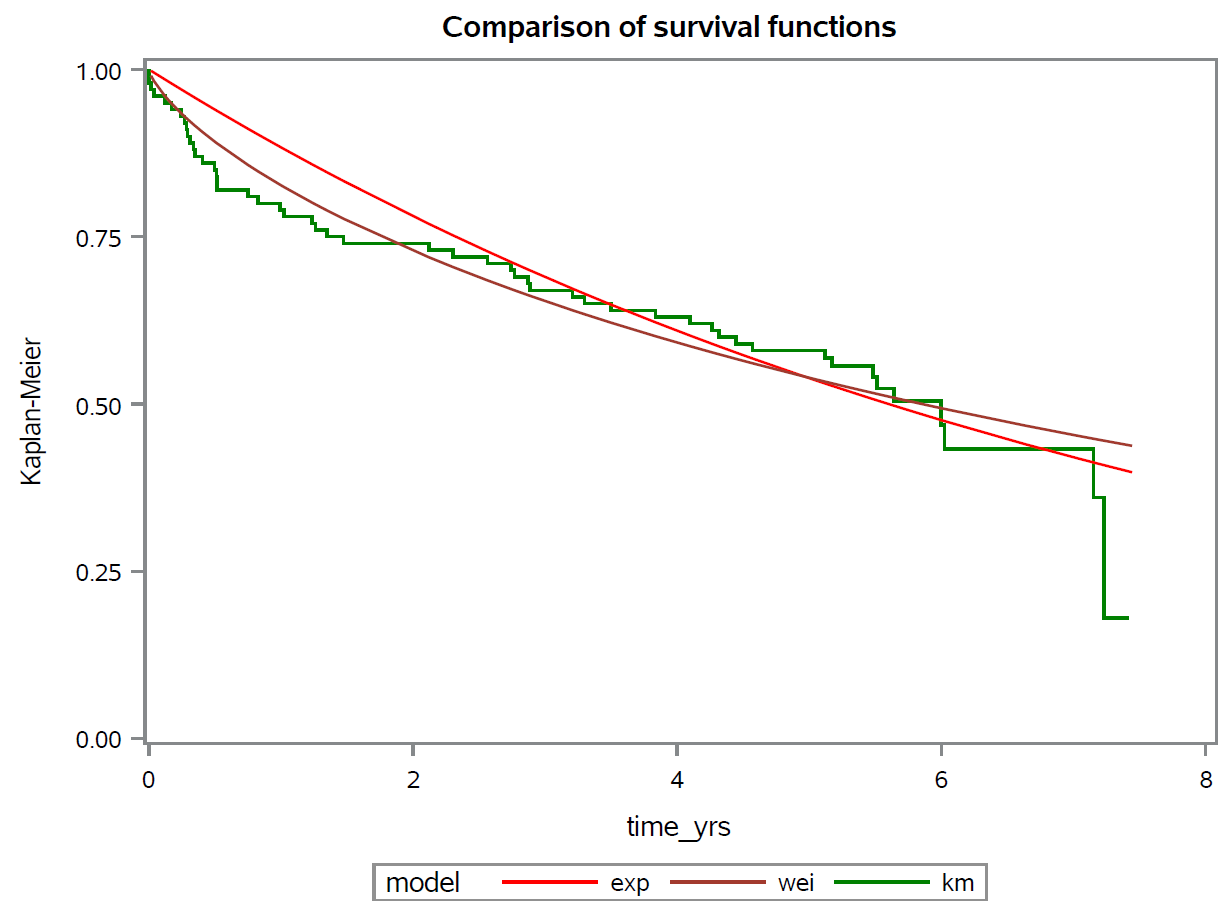 Comparison of survival functions
1.00
0.75
0.50
0.25
0.00
Kaplan-Meier
0 2 4 6 8
time_yrs
model exp wei km